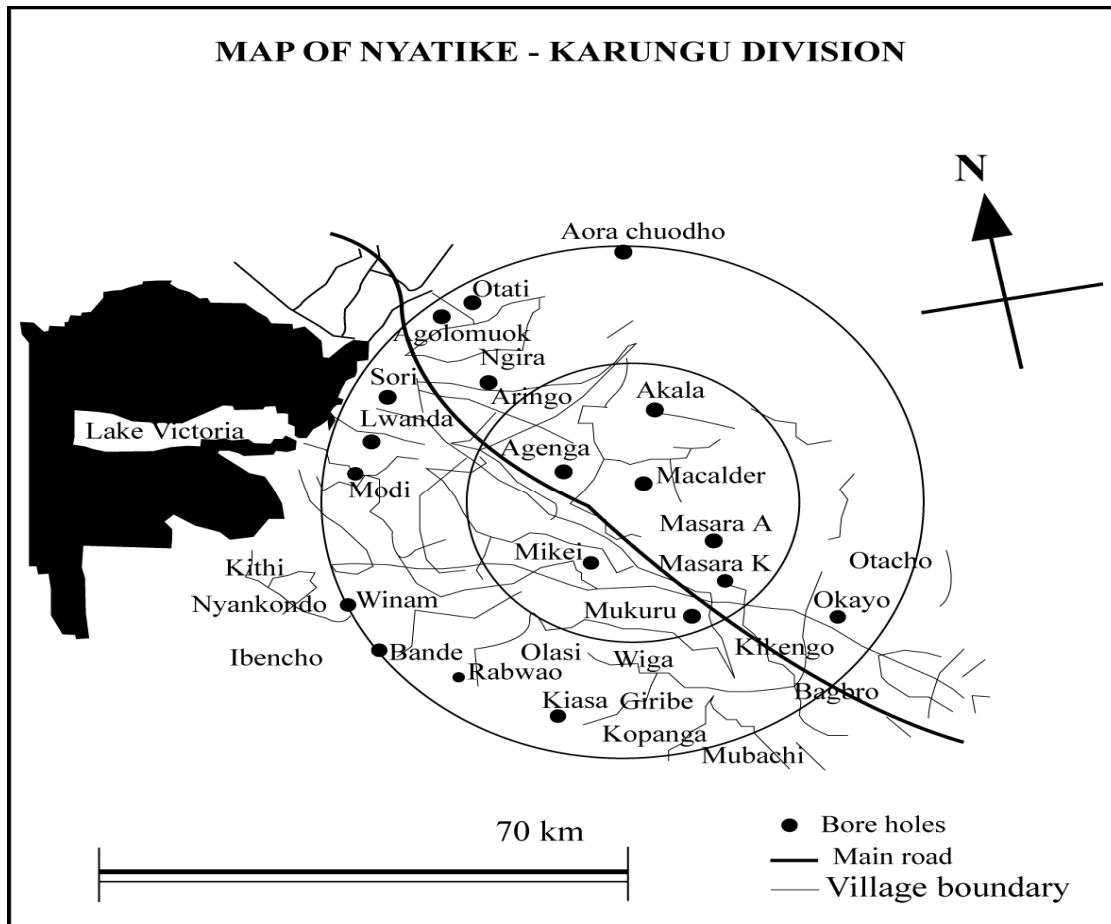 MAP OF NYATIKE - KARUNGU DIVISION
N
Aora chuodho
Otati
Agolomuok
Ngira
Sori
Aringo
Akala
Lwanda
Lake Victoria
Agenga
Macalder
Modi
Masara A
Mikei
Masara K
Otacho
Kithi
Nyankondo
Winam
Mukuru
Okayo
Ibencho
Bande
Olasi
Wiga
Kikengo
Rabwao
Bagbro
Kiasa
Giribe
Kopanga
Mubachi
70 km
Bore holes
Main road
Village boundary